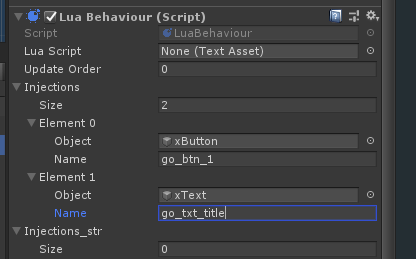 Lua Behaviour (Script)
Script LuaBehaviour
Lua Script None (Text Asset)
Update Order 0
Injections
Size 2
Element 0
Object xButton
Name go_btn_1
Element 1
Object xText
Name go_txt_title
Injections_str
Size 0